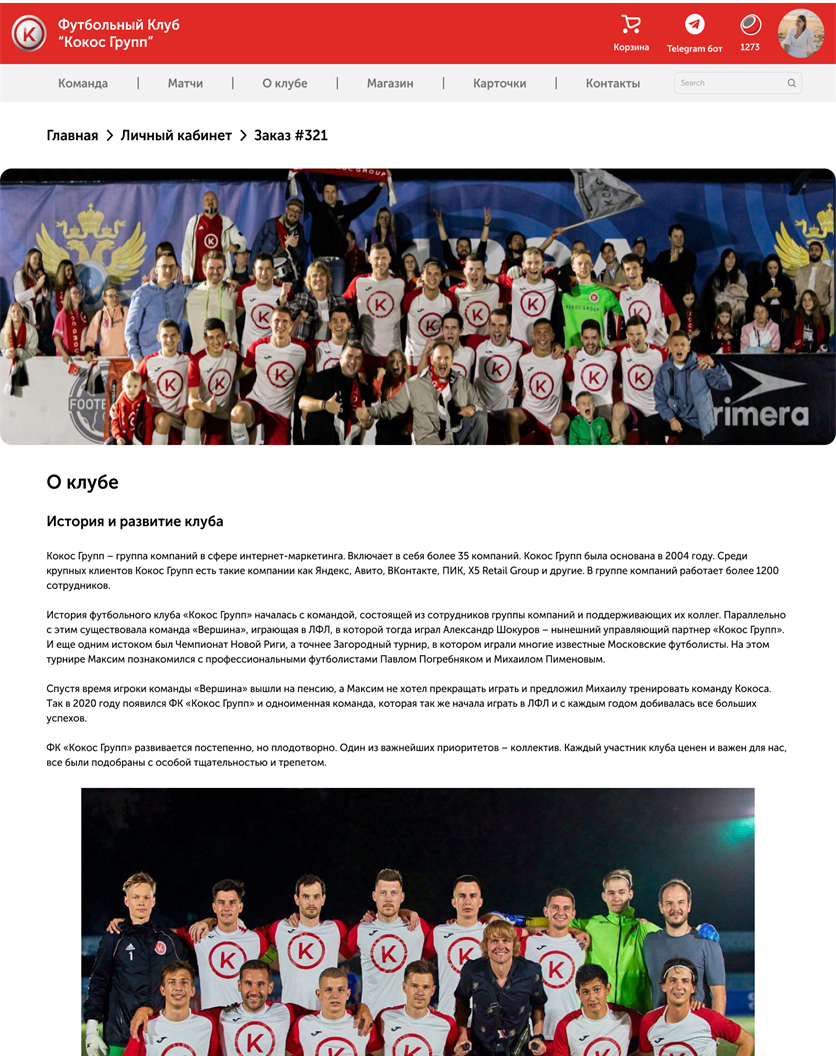 K
Футбольный Клуб
“Кокос Групп”
Корзина
Telegram бот
1273
Команда | Матчи | О клубе | Магазин | Карточки | Контакты
Search
Главная > Личный кабинет > Заказ #321
GROUP
FOOTE
rimera
О клубе
История и развитие клуба
Кокос Групп – группа компаний в сфере интернет-маркетинга. Включает в себя более 35 компаний. Кокос Групп была основана в 2004 году. Среди
крупных клиентов Кокос Групп есть такие компании как Яндекс, Авито, ВКонтакте, ПИК, X5 Retail Group и другие. В группе компаний работает более 1200
сотрудников.
История футбольного клуба «Кокос Групп» началась с командой, состоящей из сотрудников группы компаний и поддерживающих их коллег. Параллельно
с этим существовала команда «Вершина», играющая в ЛФЛ, в которой тогда играл Александр Шокуров – нынешний управляющий партнер «Кокос Групп».
И еще одним истоком был Чемпионат Новой Риги, а точнее Загородный турнир, в котором играли многие известные Московские футболисты. На этом
турнире Максим познакомился с профессиональными футболистами Павлом Погребняком и Михаилом Пименовым.
Спустя время игроки команды «Вершина» вышли на пенсию, а Максим не хотел прекращать играть и предложил Михаилу тренировать команду Кокоса.
Так в 2020 году появился ФК «Кокос Групп» и одноименная команда, которая так же начала играть в ЛФЛ и с каждым годом добивалась все больших
успехов.
ФК «Кокос Групп» развивается постепенно, но плодотворно. Один из важнейших приоритетов – коллектив. Каждый участник клуба ценен и важен для нас,
все были подобраны с особой тщательностью и трепетом.
1
K
K
K
K
K